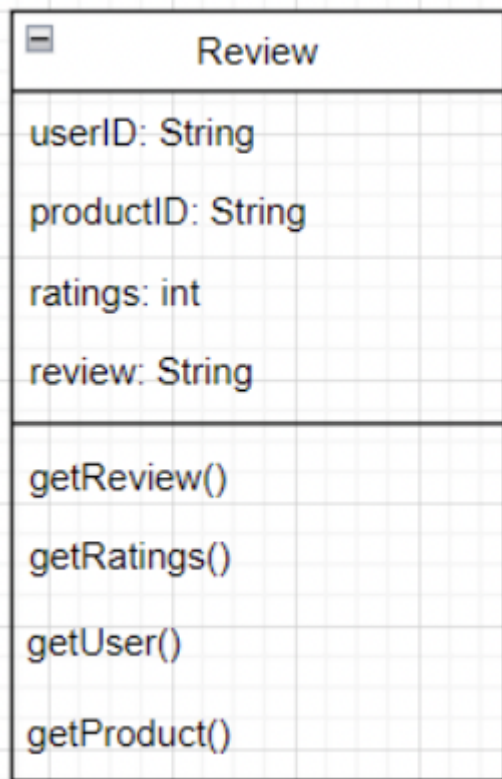 Review
userID: String
productID: String
ratings: int
review: String
getReview()
getRatings()
getUser()
getProduct()